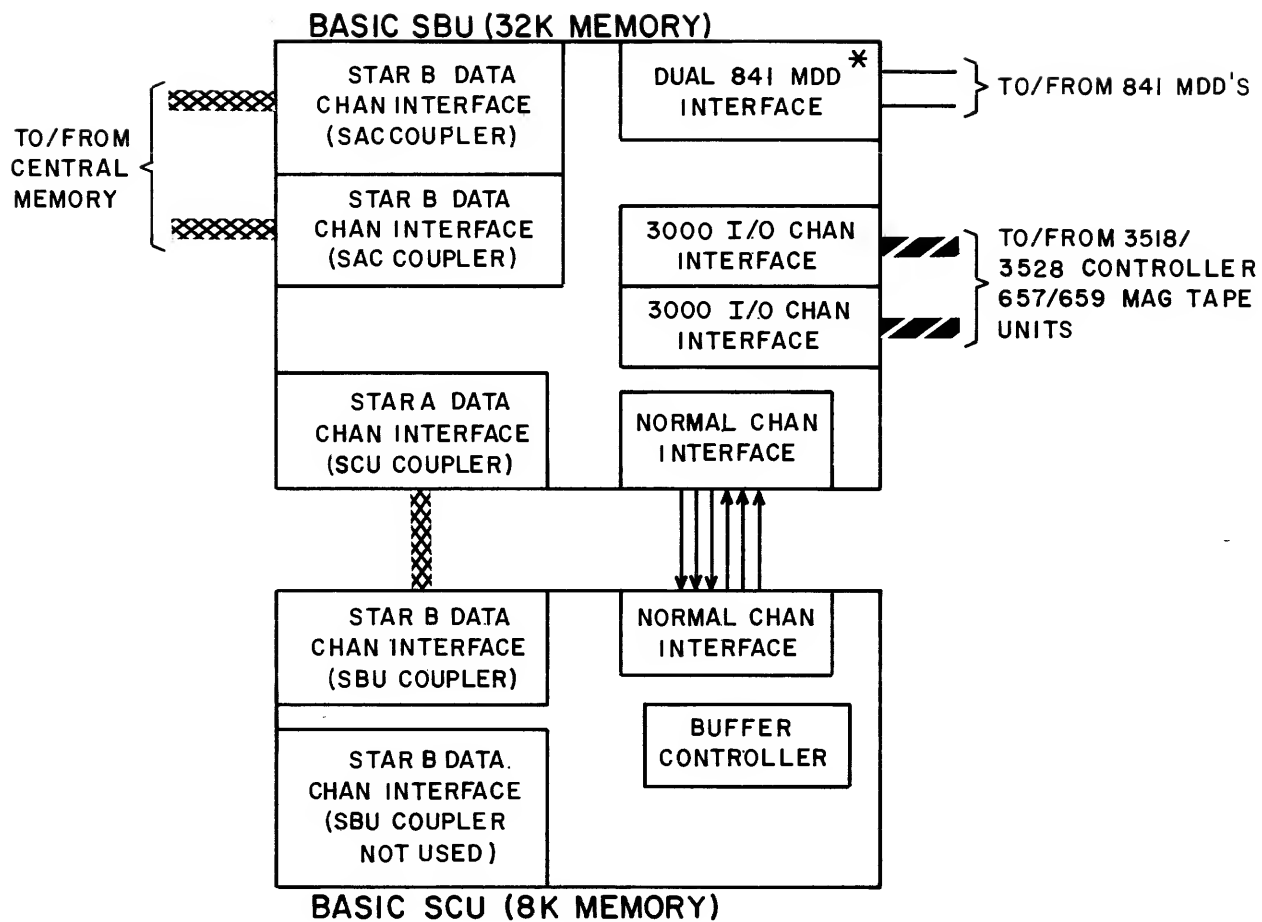 BASIC SBU (32K MEMORY)
STAR B DATA
CHAN INTERFACE
(SAC COUPLER)
DUAL 841 MDD *
INTERFACE
TO/FROM 841 MDD'S
TO/FROM
CENTRAL
MEMORY
STAR B DATA
CHAN INTERFACE
(SAC COUPLER)
3000 I/O CHAN
INTERFACE
3000 I/O CHAN
INTERFACE
TO/FROM 3518/
3528 CONTROLLER
657/659 MAG TAPE
UNITS
STAR A DATA
CHAN INTERFACE
(SCU COUPLER)
NORMAL CHAN
INTERFACE
STAR B DATA
CHAN INTERFACE
(SBU COUPLER)
NORMAL CHAN
INTERFACE
BUFFER
CONTROLLER
STAR B DATA.
CHAN INTERFACE
(SBU COUPLER
NOT USED)
BASIC SCU (8K MEMORY)